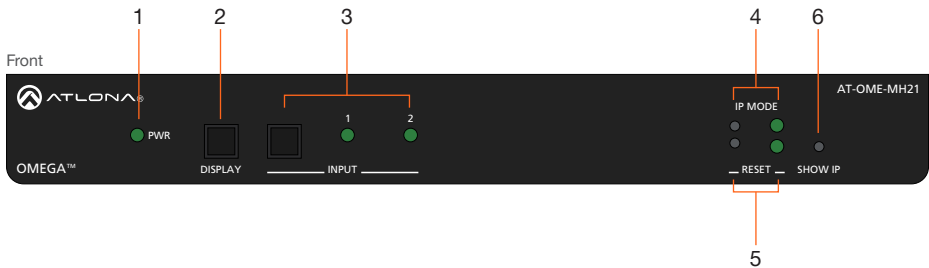 1 2 3 4 6
Front
ATLONA®
AT-OME-MH21
IP MODE
1 2
PWR
OMEGA™
DISPLAY
INPUT
RESET
SHOW IP
5